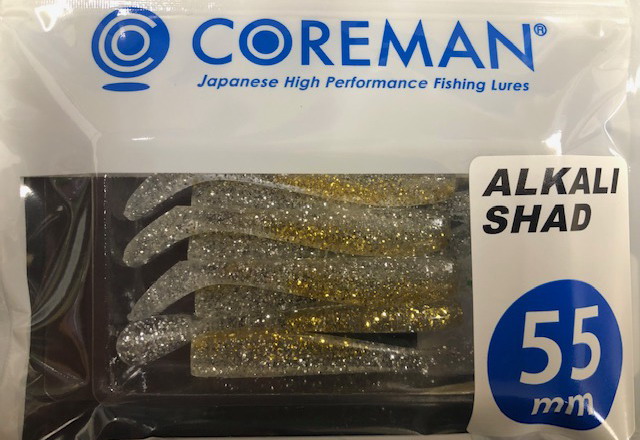 COREMAN®
Japanese High Performance Fishing Lures
ALKALI
SHAD
55
mm